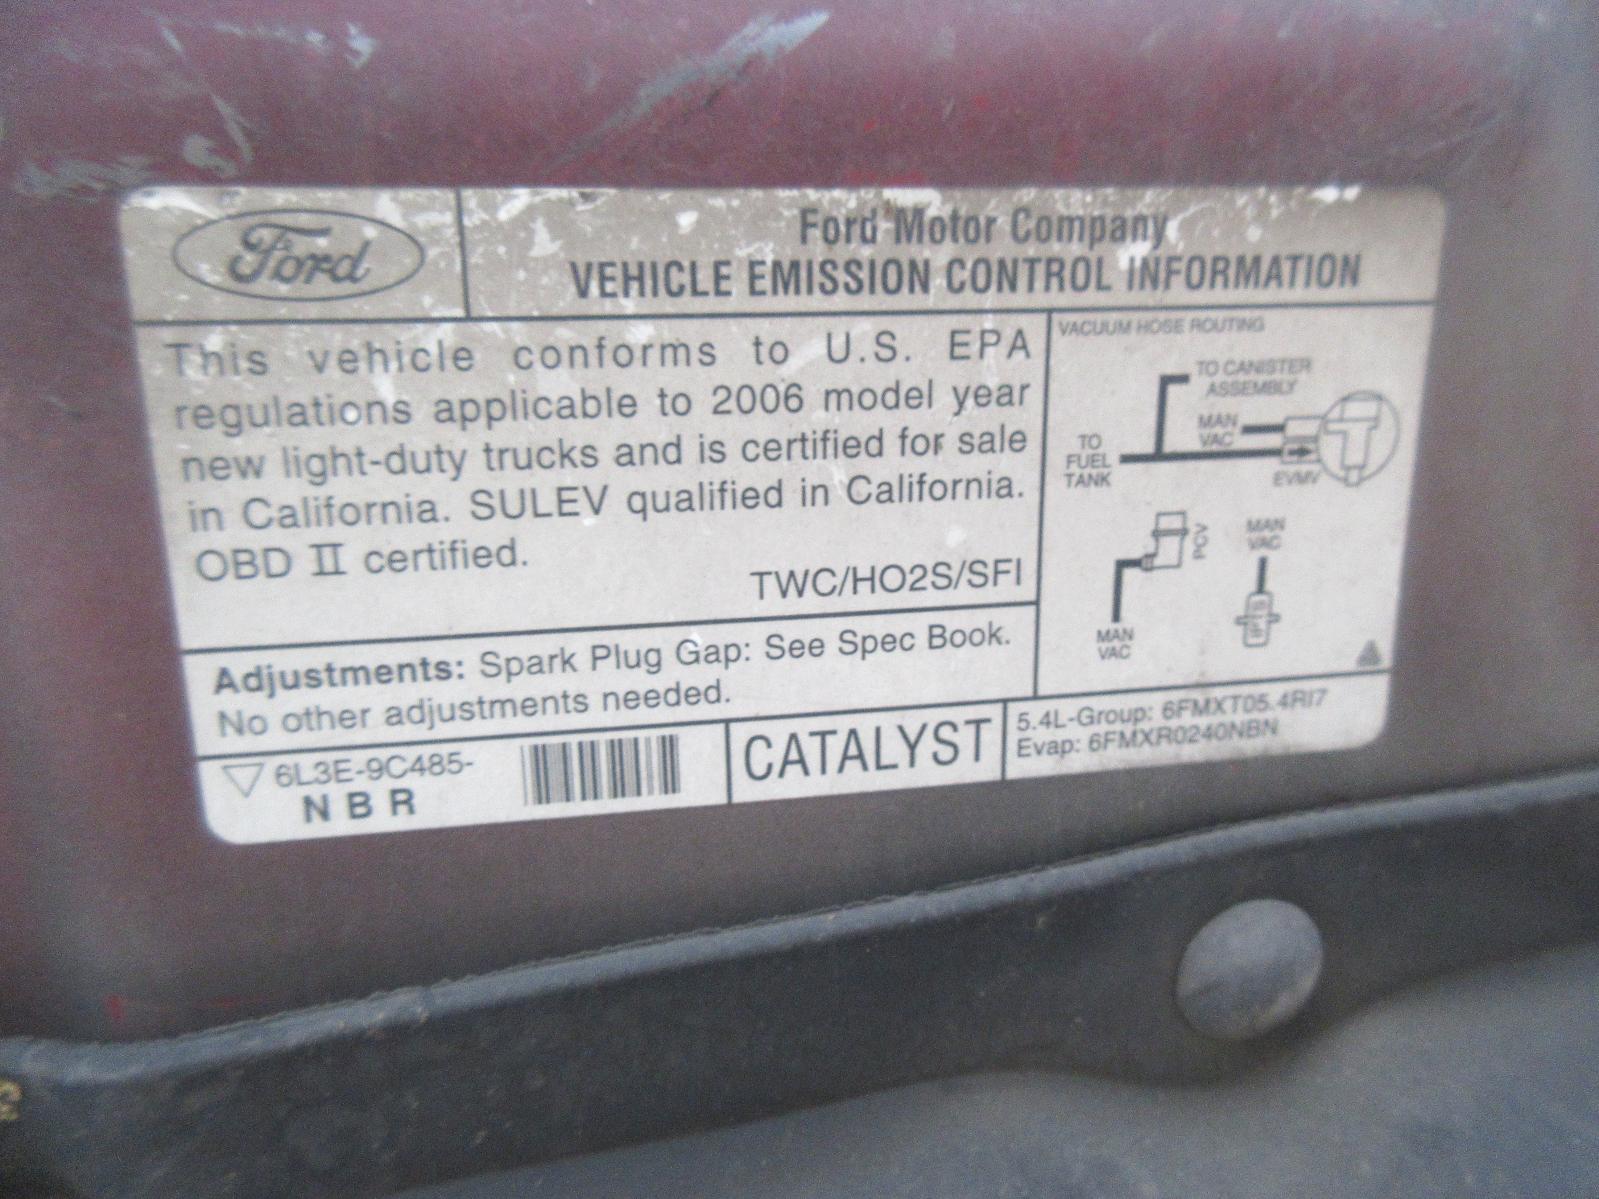 Ford
Ford Motor Company
VEHICLE EMISSION CONTROL INFORMATION
This vehicle conforms to U.S. EPA
regulations applicable to 2006 model year
new light-duty trucks and is certified for sale
in California. SULEV qualified in California.
OBD II certified.
TWC/HO2S/SFI
Adjustments: Spark Plug Gap: See Spec Book.
No other adjustments needed.
6L3E-9C485-
N B R
CATALYST
5.4L-Group: 6FMXT05.4RI7
Evap: 6FMXR0240NBN
VACUUM HOSE ROUTING
TO CANISTER
ASSEMBLY
MAN
VAC
TO
FUEL
TANK
EVMV
PCV
MAN
VAC
MAN
VAC